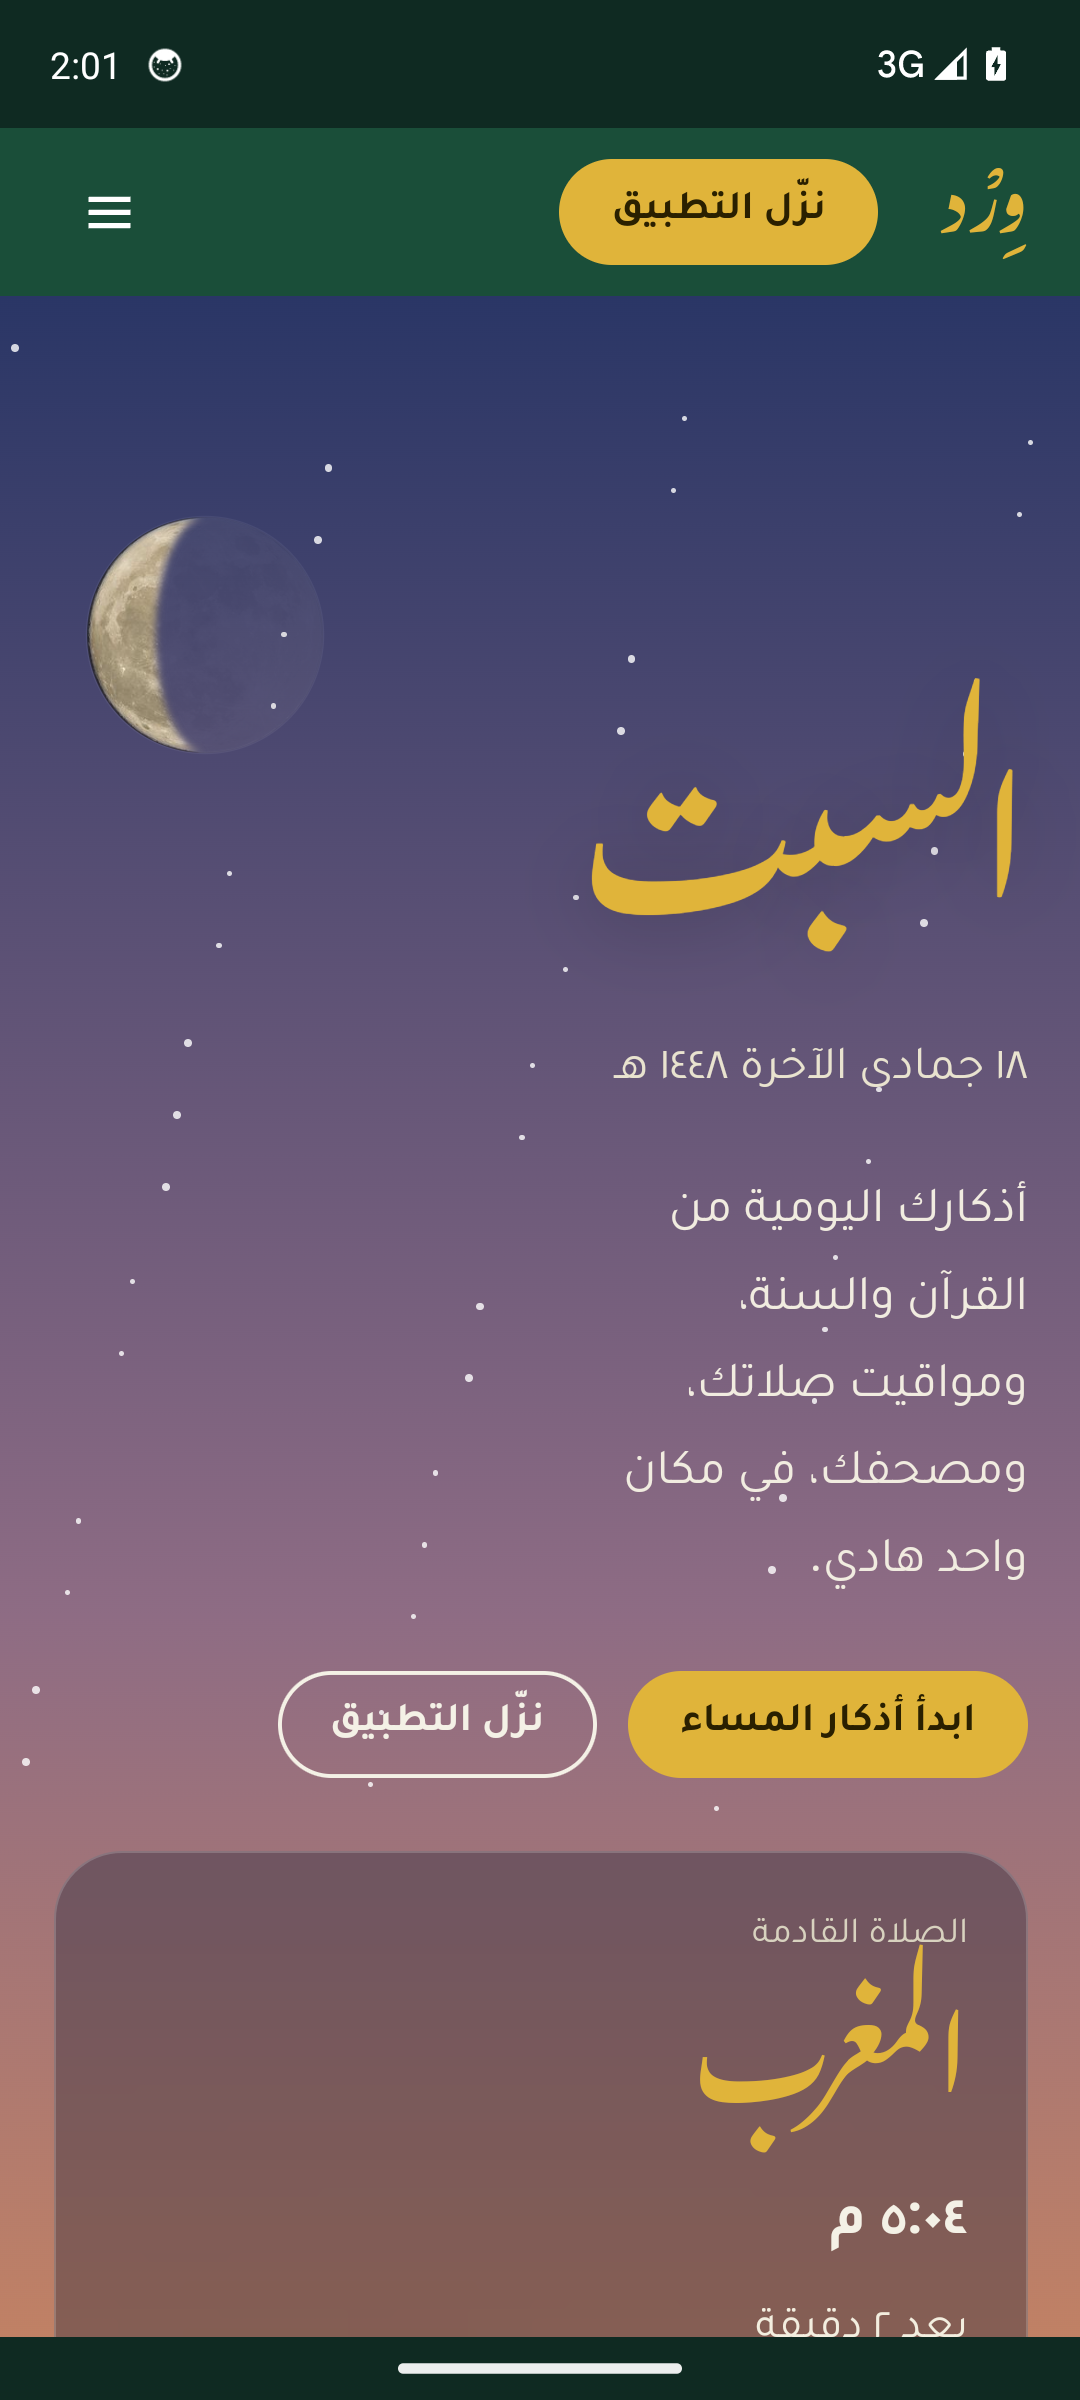 2:01
3G
وِرْد
نزّل التطبيق
السبت
١٨ جمادى الآخرة ١٤٤٨ هـ
أذكارك اليومية من
القرآن والسنة،
ومواقيت صلاتك،
ومصحفك، في مكان
واحد هادي.
ابدأ أذكار المساء
نزّل التطبيق
الصلاة القادمة
المغرب
٥:٠٤ م
بعد ٢ دقيقة